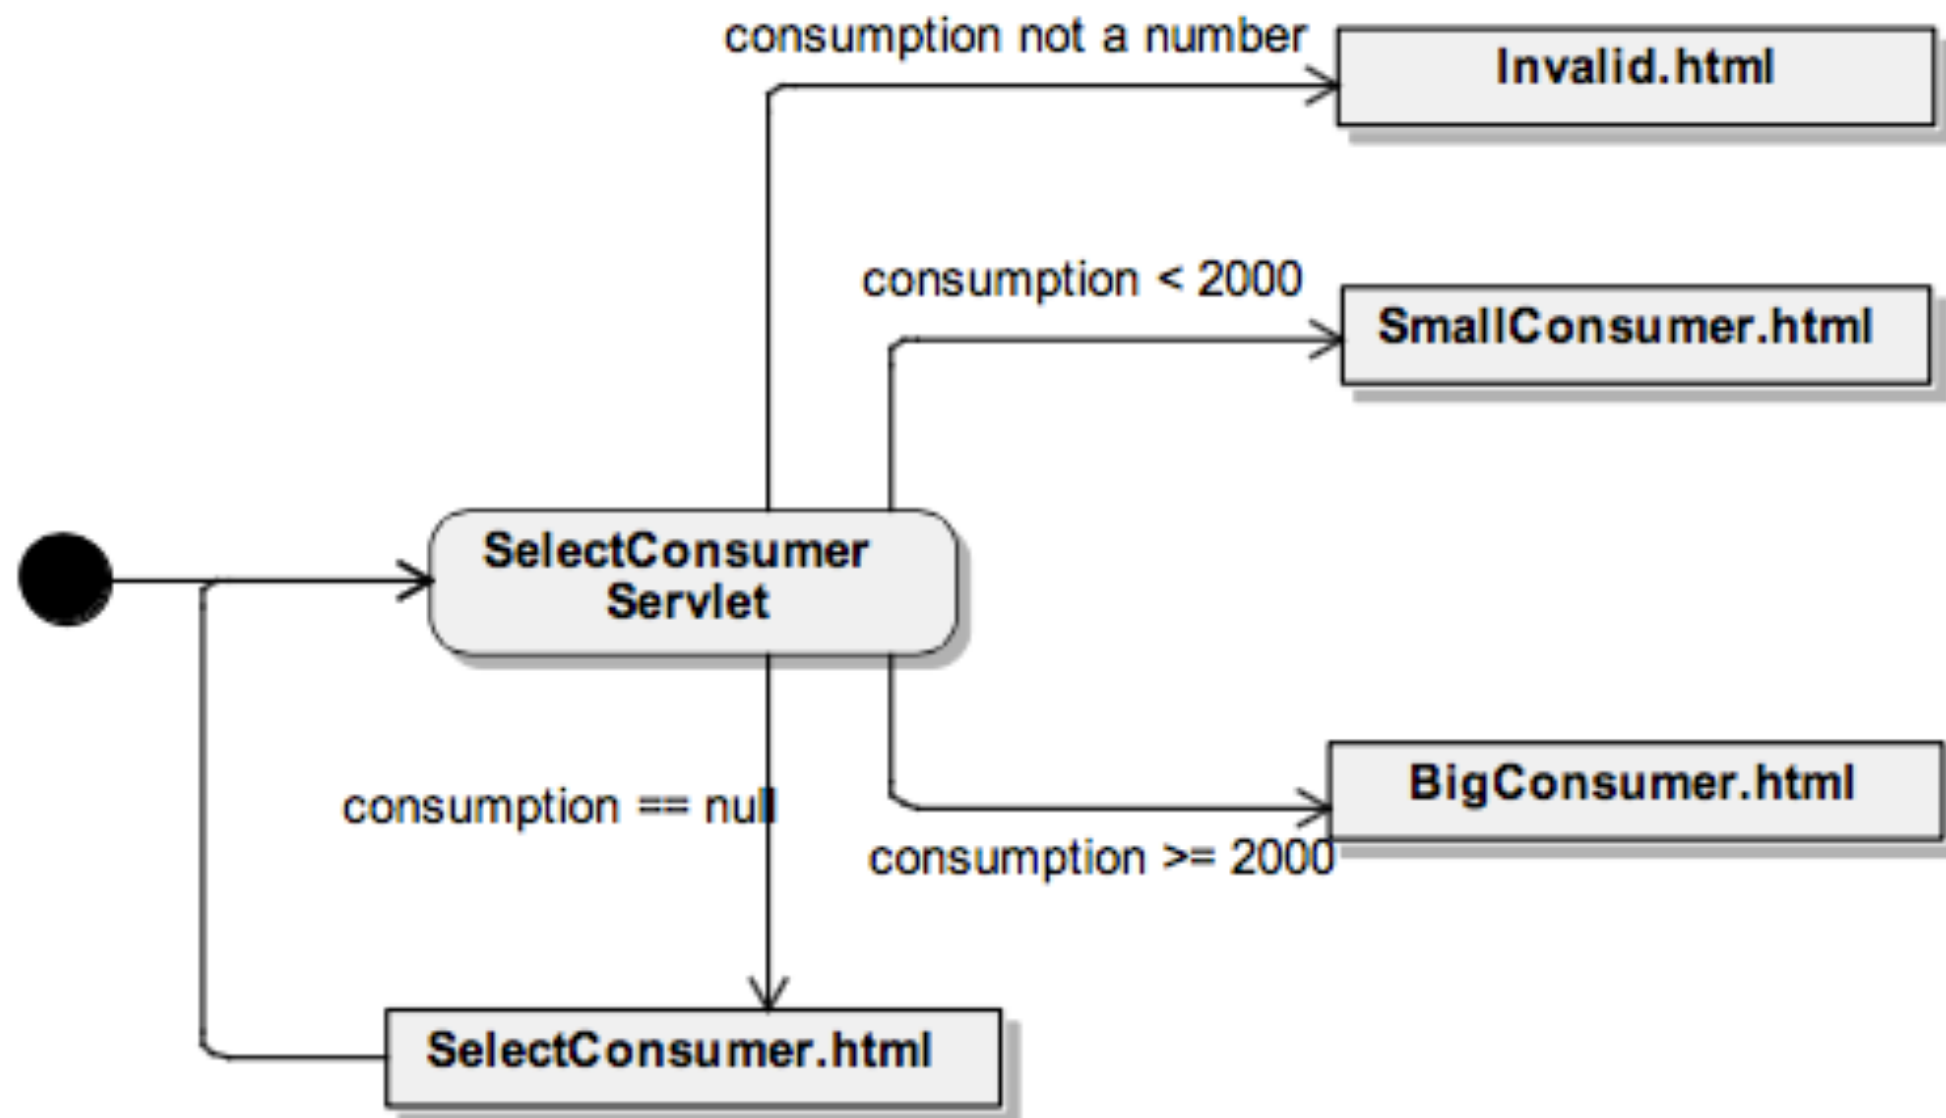 consumption not a number
Invalid.html
consumption < 2000
SmallConsumer.html
SelectConsumer
Servlet
consumption == null
BigConsumer.html
consumption >= 2000
SelectConsumer.html